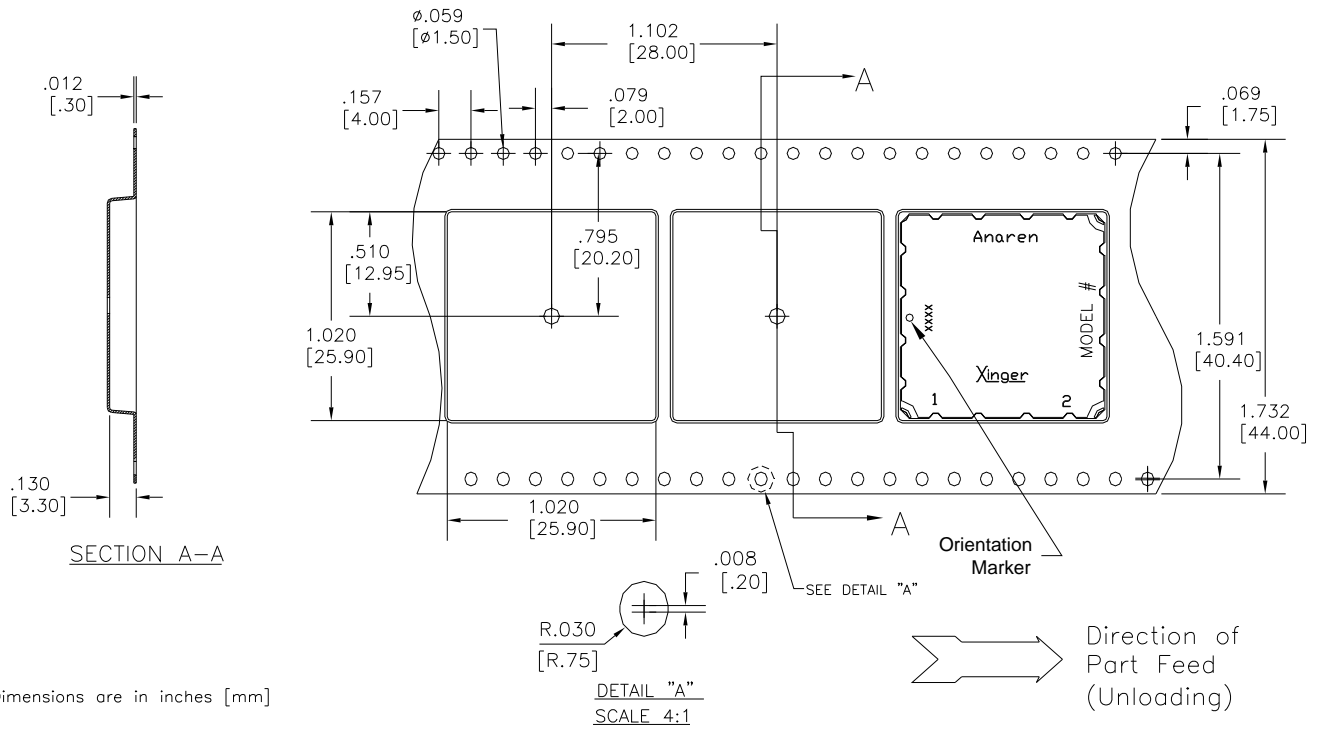 ø.059
[ø1.50]
1.102
[28.00]
.012
[.30]
.157
[4.00]
.079
[2.00]
A
.069
[1.75]
.510
[12.95]
.795
[20.20]
Anaren
xxxx
MODEL #
Xinger
1
2
1.020
[25.90]
1.591
[40.40]
1.732
[44.00]
.130
[3.30]
1.020
[25.90]
A
SECTION A-A
Orientation
Marker
.008
[.20]
SEE DETAIL "A"
R.030
[R.75]
DETAIL "A"
SCALE 4:1
Direction of
Part Feed
(Unloading)
imensions are in inches [mm]